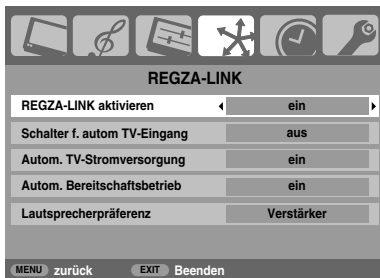 REGZA-LINK
REGZA-LINK aktivieren ein
Schalter f. autom TV-Eingang aus
Autom. TV-Stromversorgung ein
Autom. Bereitschaftsbetrieb ein
Lautsprecherpräferenz Verstärker
MENU zurück EXIT Beenden